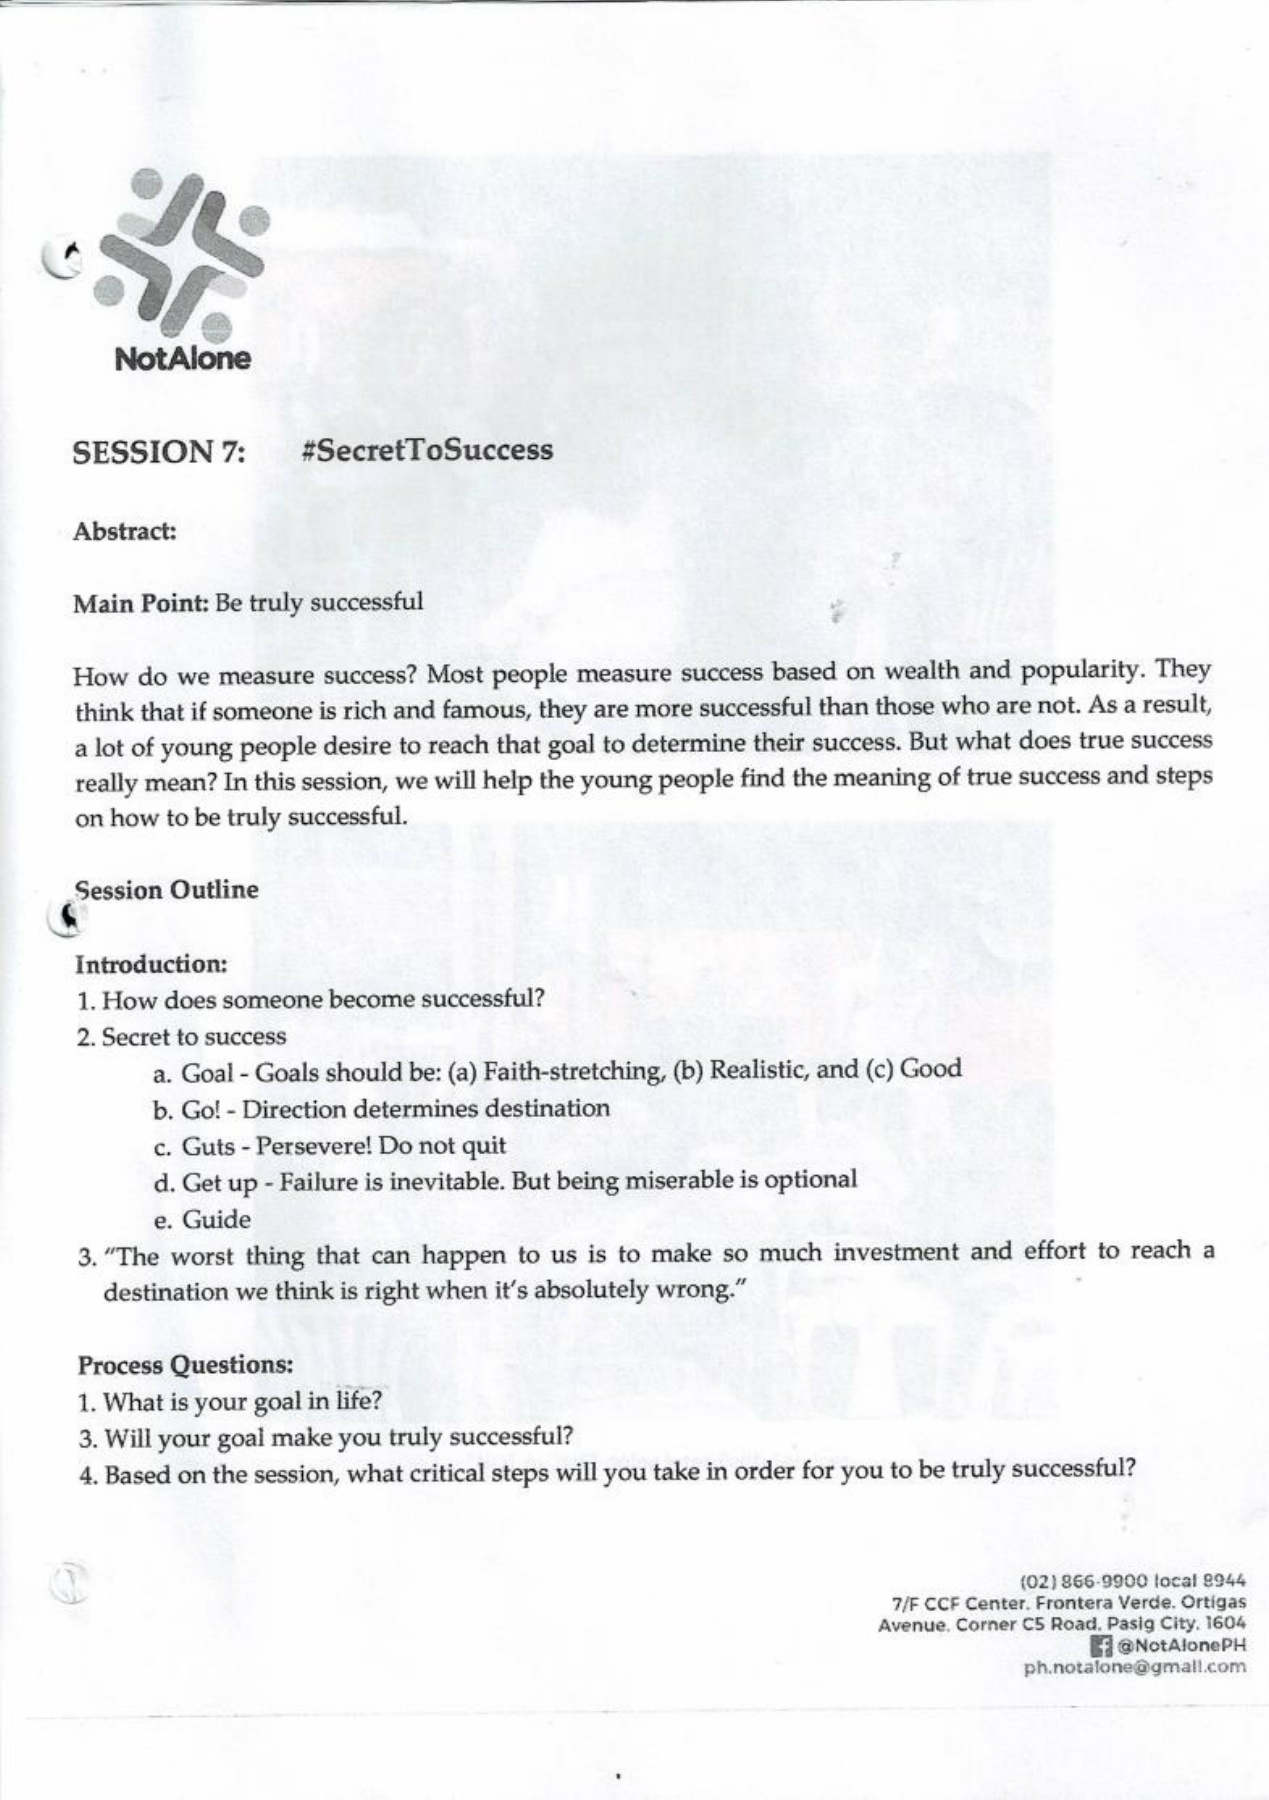 NotAlone
SESSION 7: #SecretToSuccess
Abstract:
Main Point: Be truly successful
How do we measure success? Most people measure success based on wealth and popularity. They
think that if someone is rich and famous, they are more successful than those who are not. As a result,
a lot of young people desire to reach that goal to determine their success. But what does true success
really mean? In this session, we will help the young people find the meaning of true success and steps
on how to be truly successful.
Session Outline
Introduction:
1. How does someone become successful?
2. Secret to success
a. Goal - Goals should be: (a) Faith-stretching, (b) Realistic, and (c) Good
b. Go! - Direction determines destination
c. Guts - Persevere! Do not quit
d. Get up - Failure is inevitable. But being miserable is optional
e. Guide
3. "The worst thing that can happen to us is to make so much investment and effort to reach a
destination we think is right when it's absolutely wrong."
Process Questions:
1. What is your goal in life?
3. Will your goal make you truly successful?
4. Based on the session, what critical steps will you take in order for you to be truly successful?
(02) 866-9900 local 8944
7/F CCF Center, Frontera Verde, Ortigas
Avenue, Corner C5 Road, Pasig City, 1604
@NotAlonePH
ph.notalone@gmail.com